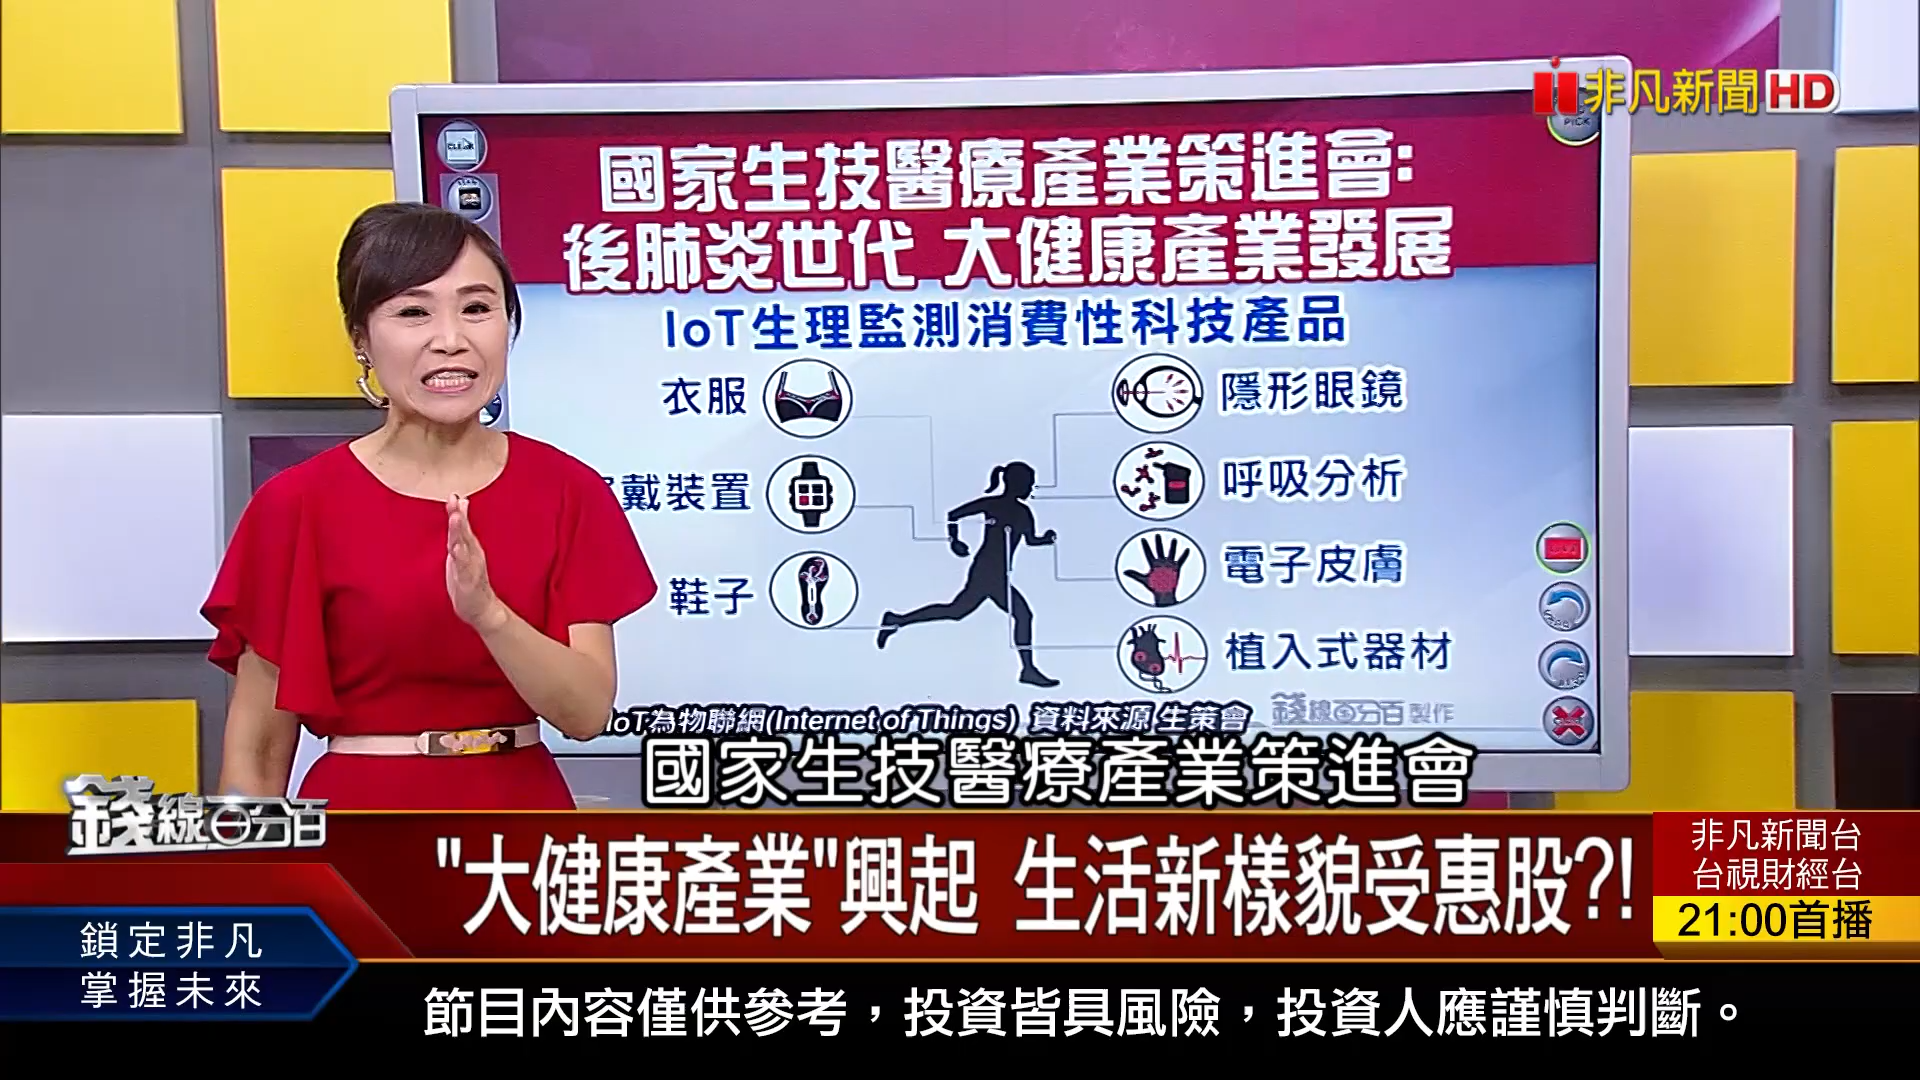 非凡新聞HD
PICK
CLEAR
國家生技醫療產業策進會:
後肺炎世代 大健康產業發展
IoT生理監測消費性科技產品
衣服
隱形眼鏡
戴裝置
呼吸分析
鞋子
電子皮膚
植入式器材
IoT為物聯網(Internet of Things) 資料來源 生策會
錢線百分百 製作
國家生技醫療產業策進會
錢線百分百
"大健康產業"興起 生活新樣貌受惠股?!
非凡新聞台
台視財經台
21:00首播
鎖定非凡
掌握未來
節目內容僅供參考，投資皆具風險，投資人應謹慎判斷。